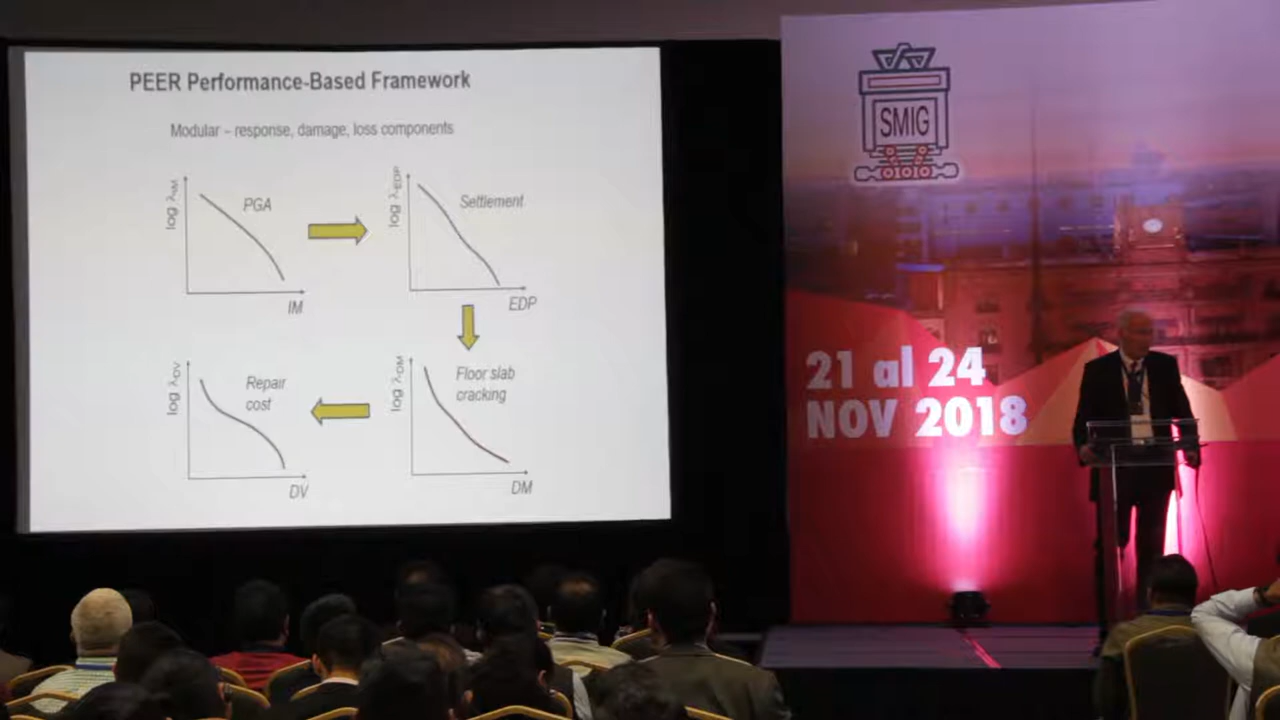 PEER Performance-Based Framework
Modular – response, damage, loss components
log λIM
PGA
IM
log λEDP
Settlement
EDP
log λDV
Repair
cost
DV
log λDM
Floor slab
cracking
DM
SMIG
21 al 24
NOV 2018